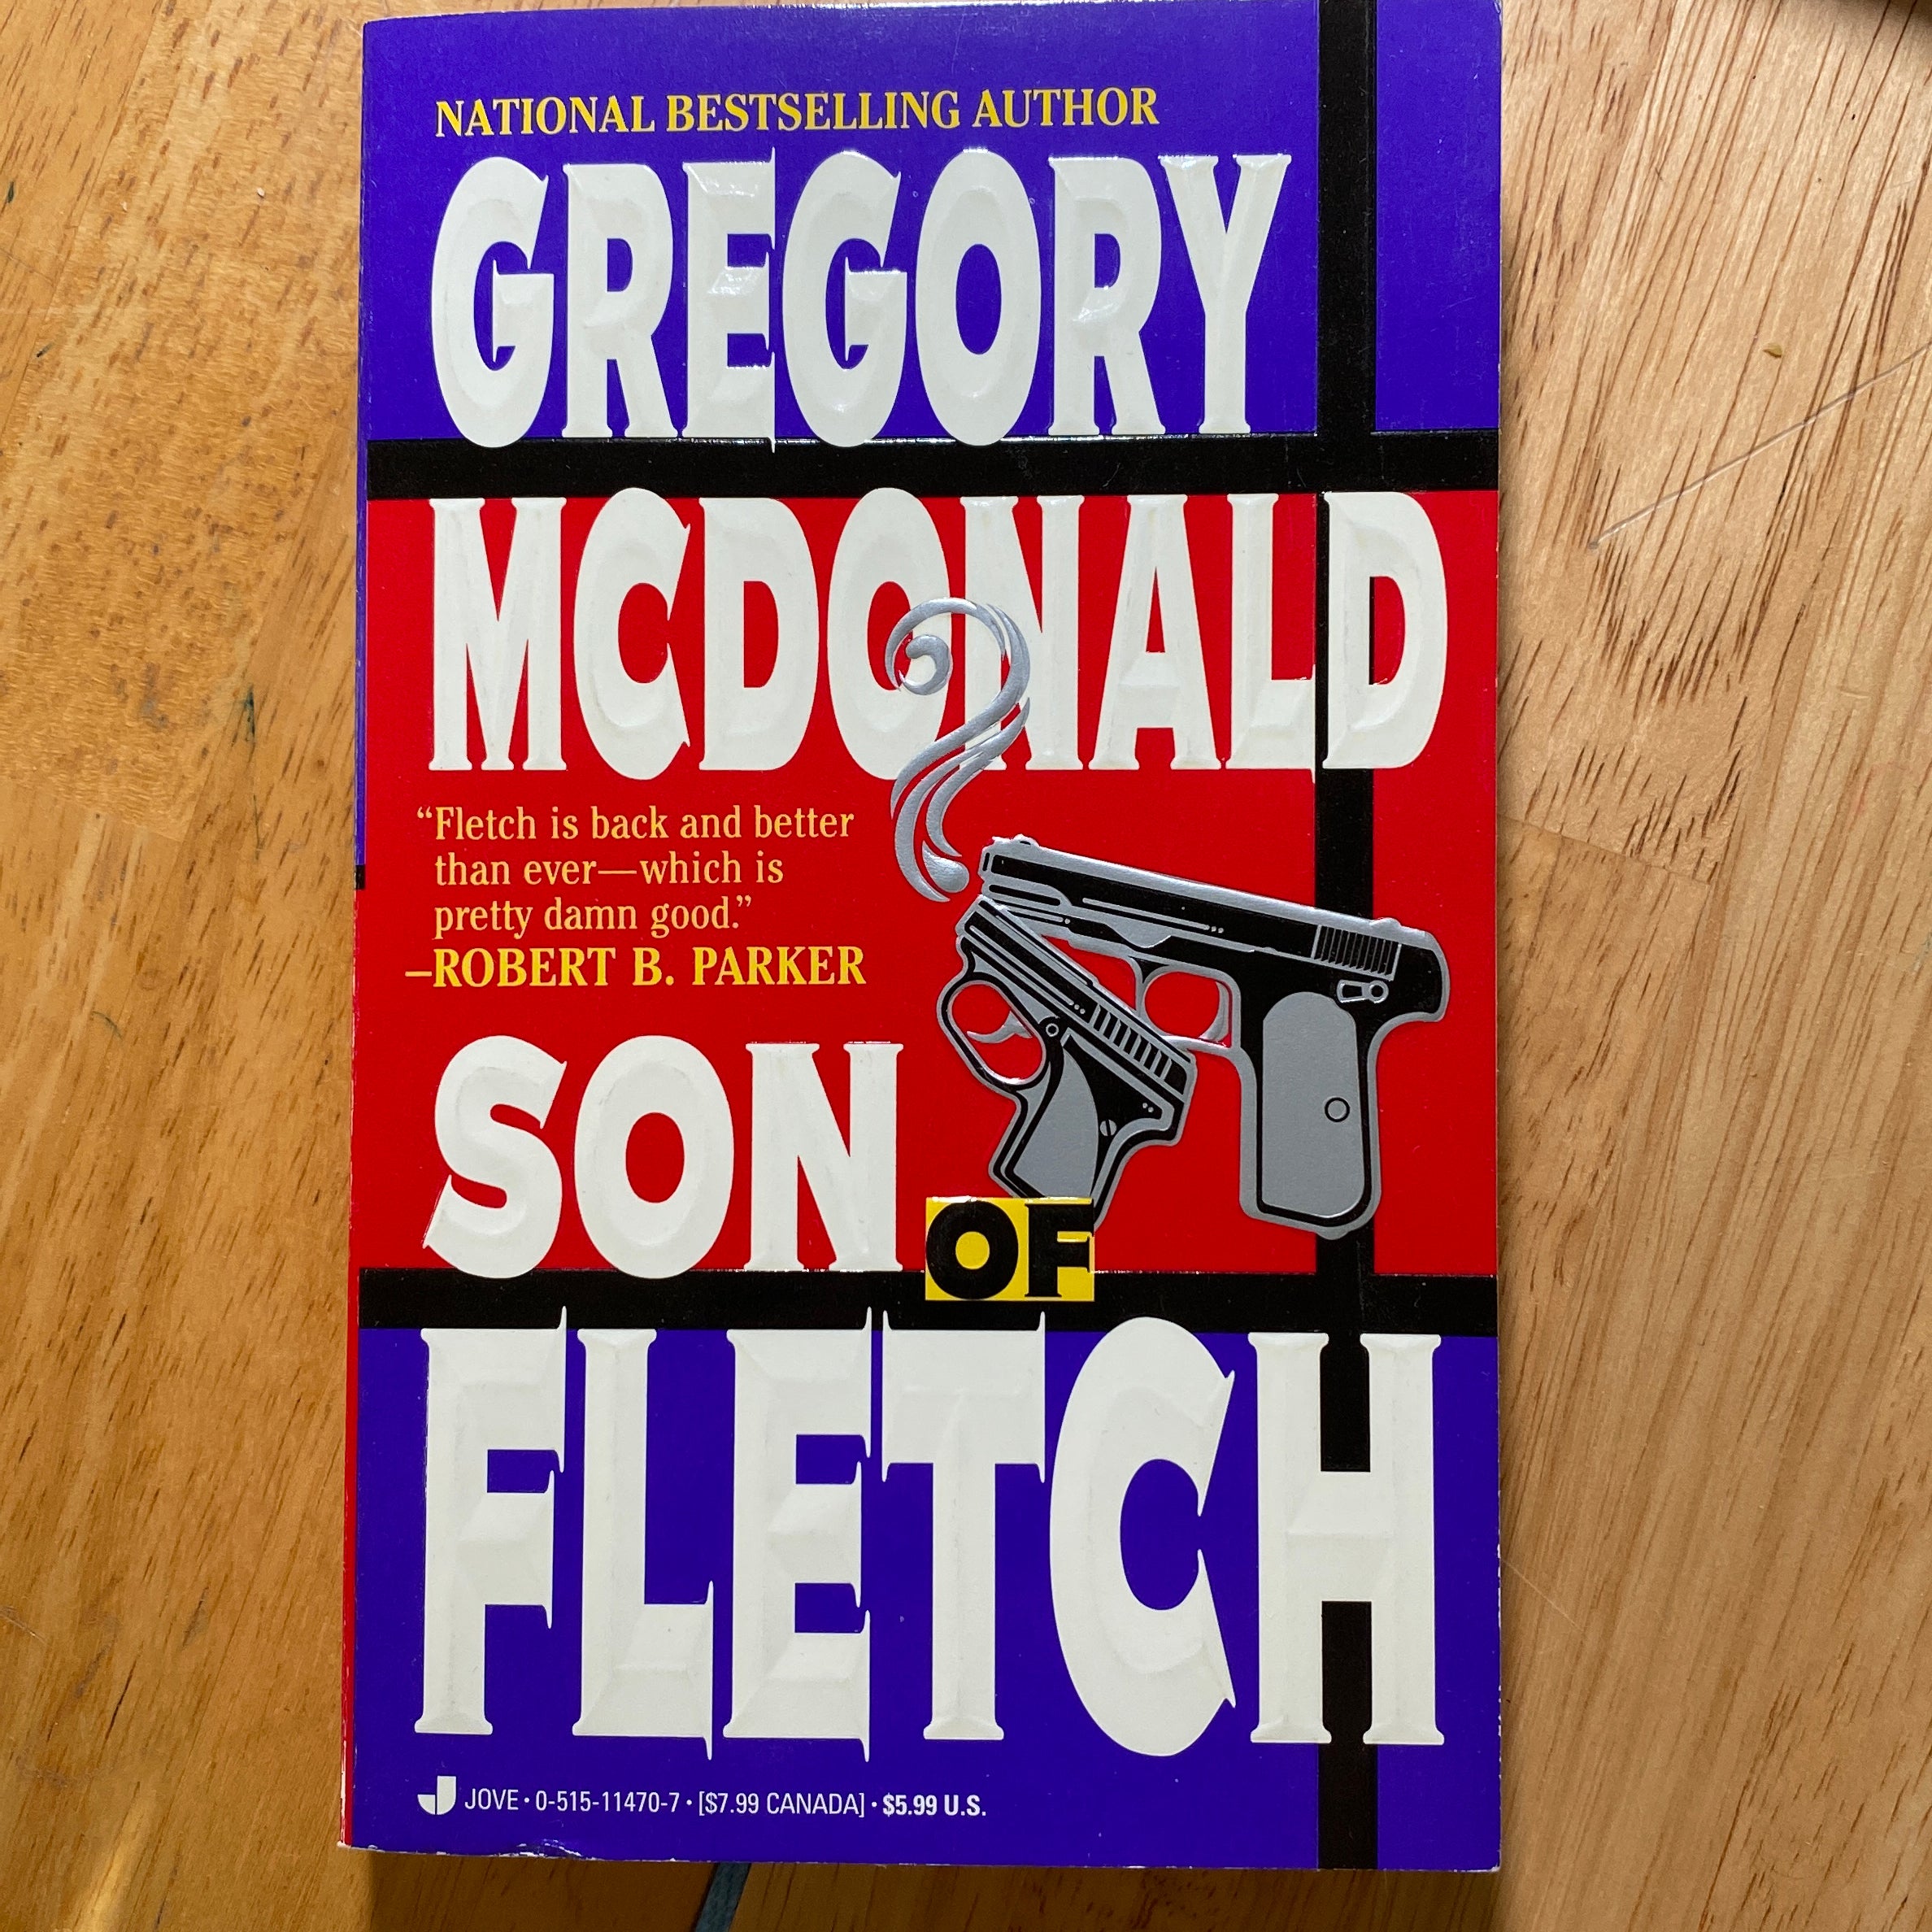 NATIONAL BESTSELLING AUTHOR
GREGORY
MCDONALD
“Fletch is back and better
than ever—which is
pretty damn good.”
–ROBERT B. PARKER
SON
OF
FLETCH
JOVE • 0-515-11470-7 • [$7.99 CANADA] • $5.99 U.S.